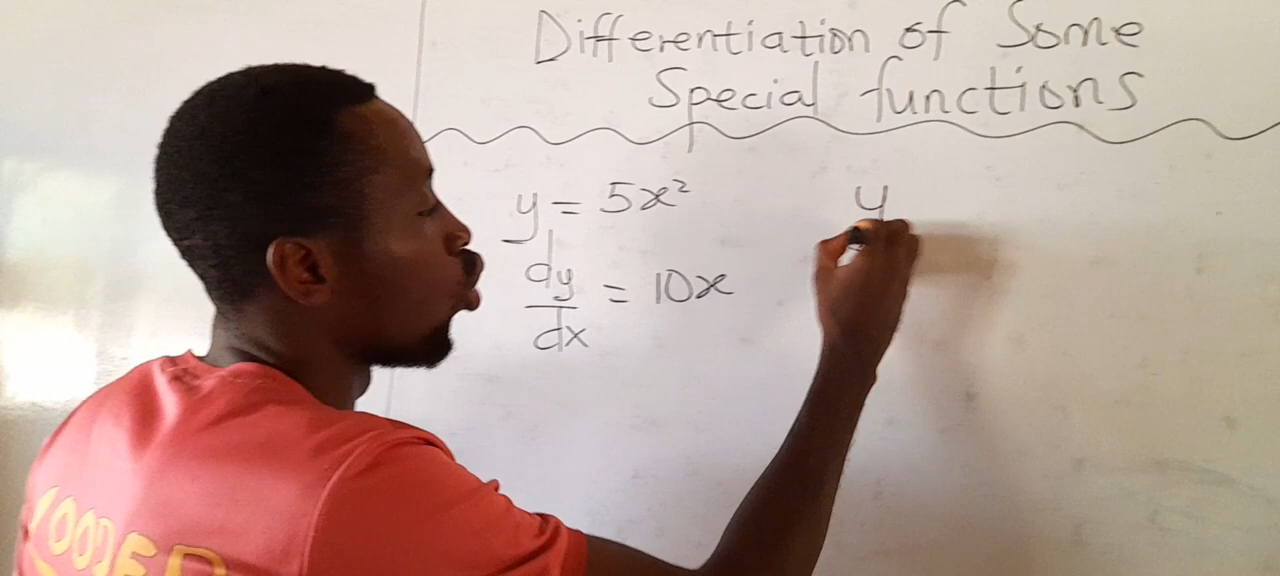 Differentiation of Some
Special functions
y = 5x²
dy/dx = 10x
y